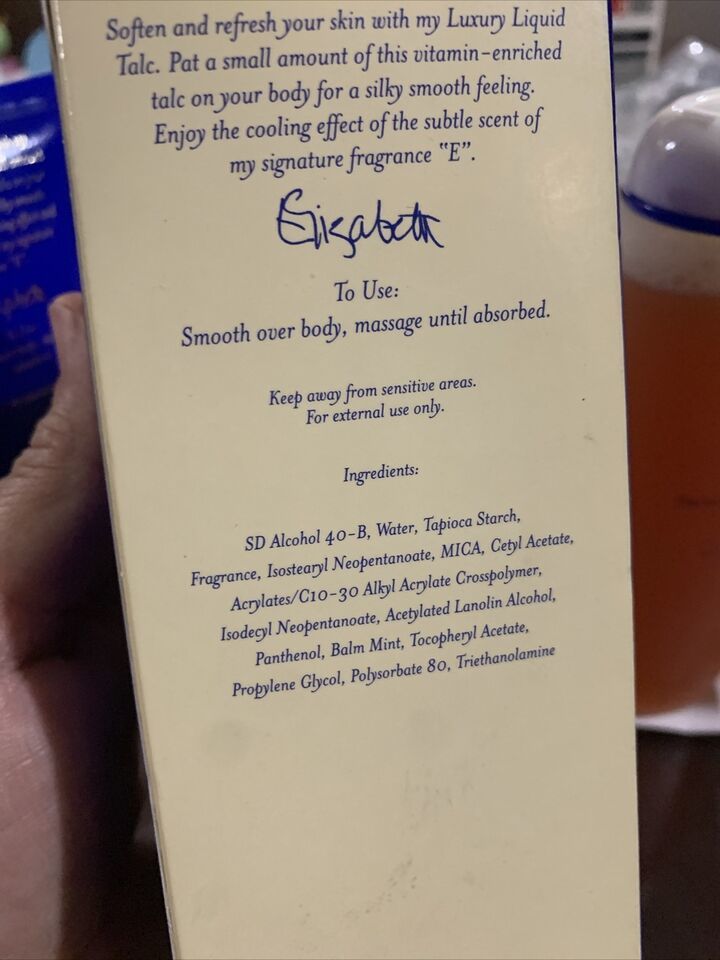 Soften and refresh your skin with my Luxury Liquid
Talc. Pat a small amount of this vitamin-enriched
talc on your body for a silky smooth feeling.
Enjoy the cooling effect of the subtle scent of
my signature fragrance "E".
Elizabeth
To Use:
Smooth over body, massage until absorbed.
Keep away from sensitive areas.
For external use only.
Ingredients:
SD Alcohol 40-B, Water, Tapioca Starch,
Fragrance, Isostearyl Neopentanoate, MICA, Cetyl Acetate,
Acrylates/C10-30 Alkyl Acrylate Crosspolymer,
Isodecyl Neopentanoate, Acetylated Lanolin Alcohol,
Panthenol, Balm Mint, Tocopheryl Acetate,
Propylene Glycol, Polysorbate 80, Triethanolamine